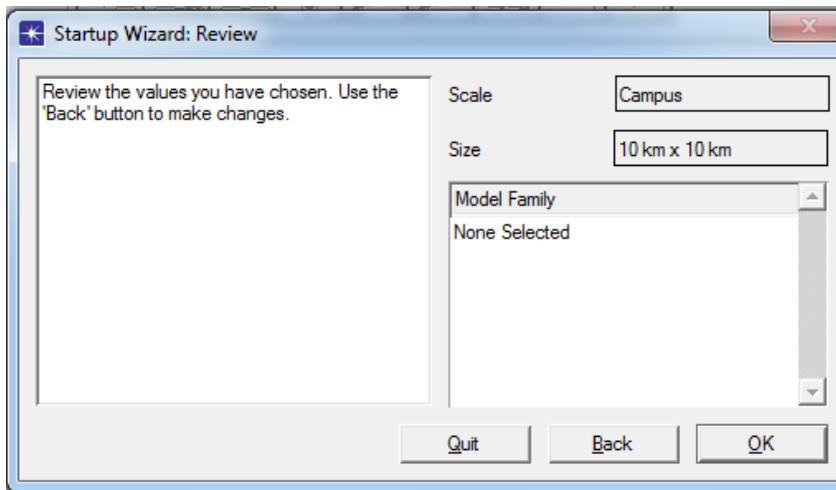 Startup Wizard: Review
Review the values you have chosen. Use the
"Back" button to make changes.
Scale
Campus
Size
10 km x 10 km
Model Family
None Selected
Quit
Back
OK